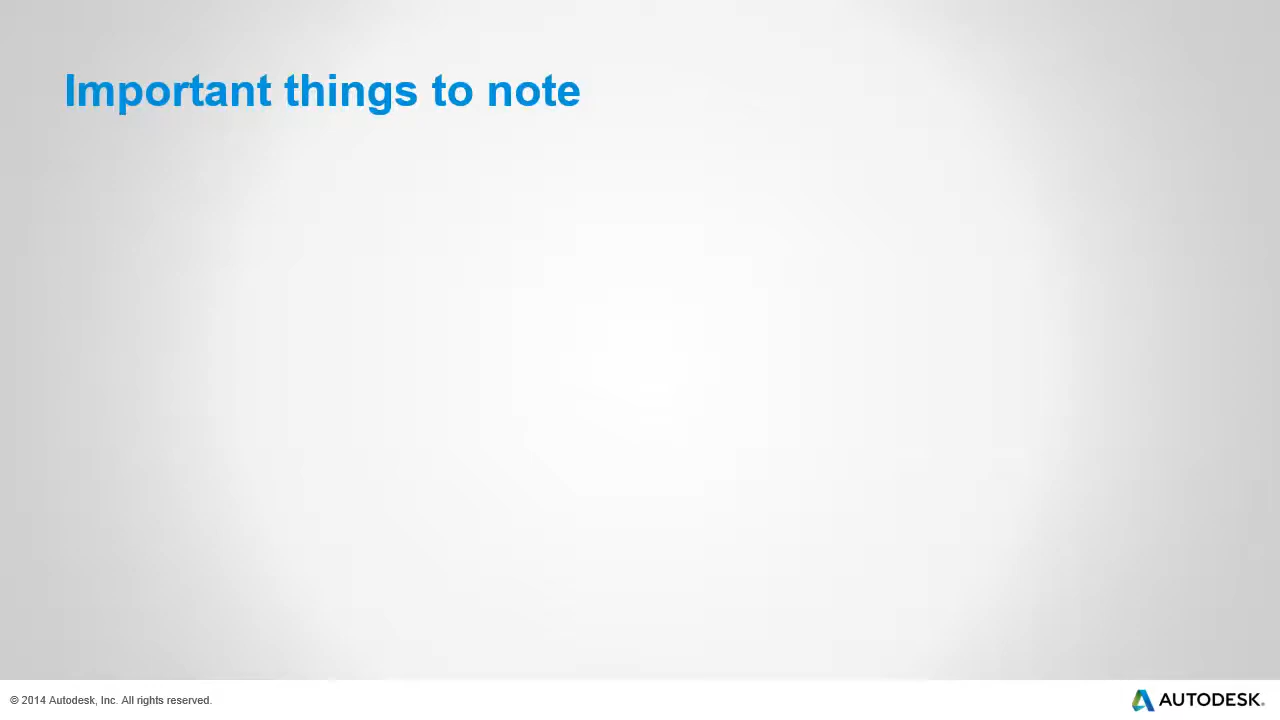 Important things to note
© 2014 Autodesk, Inc. All rights reserved.
AUTODESK.